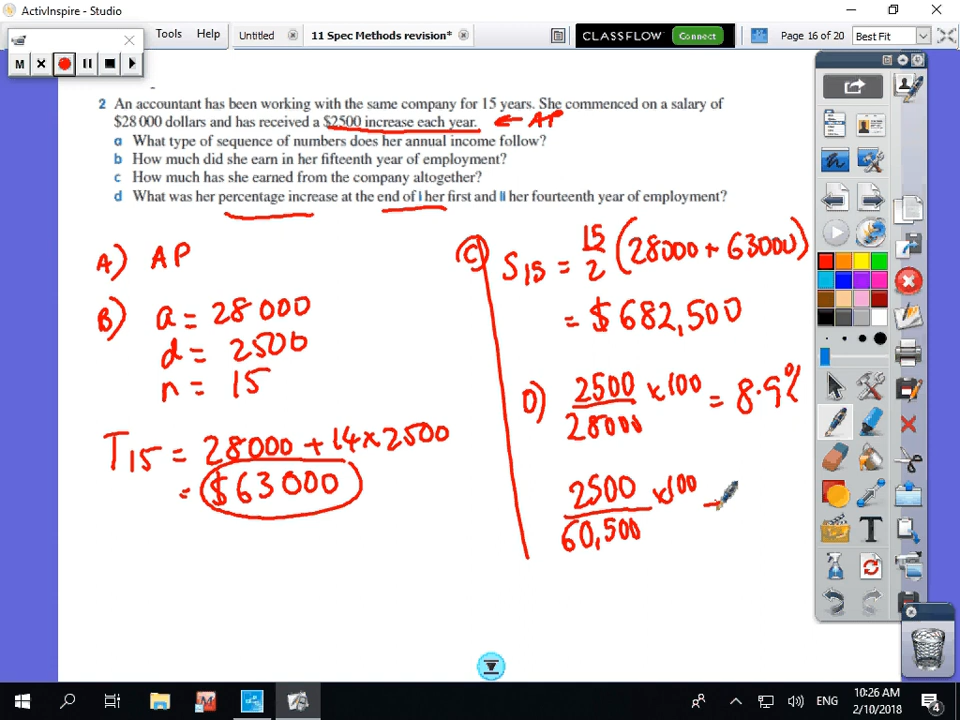 ActivInspire - Studio
Tools Help Untitled 11 Spec Methods revision* CLASSFLOW Connect Page 16 of 20 Best Fit
M
2 An accountant has been working with the same company for 15 years. She commenced on a salary of
$28 000 dollars and has received a $2500 increase each year. ← AP
a What type of sequence of numbers does her annual income follow?
b How much did she earn in her fifteenth year of employment?
c How much has she earned from the company altogether?
d What was her percentage increase at the end of I her first and II her fourteenth year of employment?
A) AP
B) a = 28 000
d = 2500
n = 15
T15 = 28000 + 14 × 2500
= $63 000
C) S15 = 15/2 (28000 + 63000)
= $682,500
D) 2500/28000 × 100 = 8.9%
2500/60,500 × 100
T
ENG
10:26 AM
2/10/2018
4